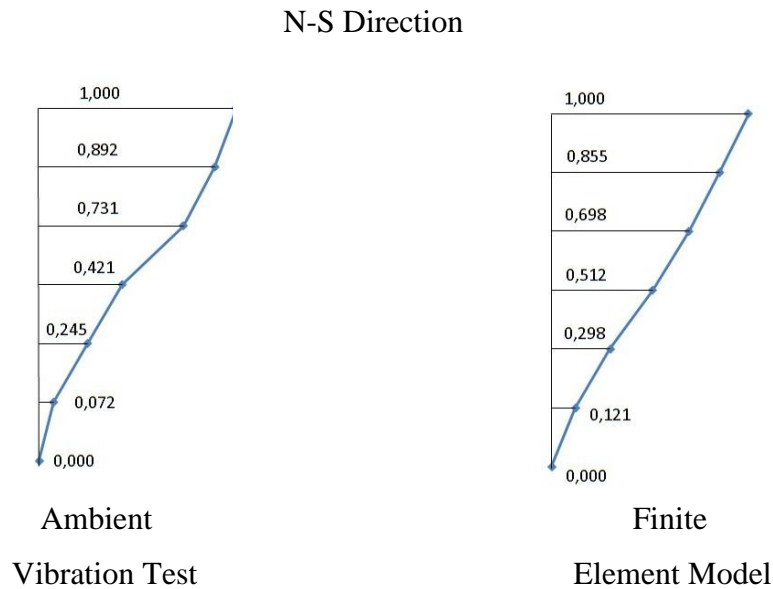 N-S Direction
1,000
0,892
0,731
0,421
0,245
0,072
0,000
Ambient
Vibration Test
1,000
0,855
0,698
0,512
0,298
0,121
0,000
Finite
Element Model